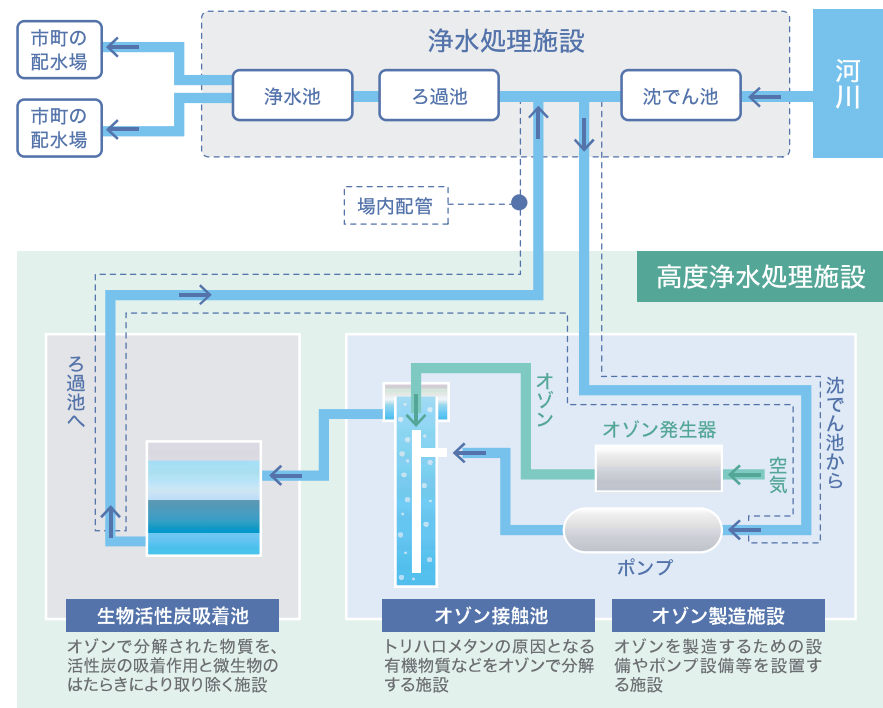 浄水処理施設
市町の
配水場
市町の
配水場
浄水池
ろ過池
沈でん池
河川
場内配管
高度浄水処理施設
ろ過池へ
オゾン
オゾン発生器
空気
沈でん池から
ポンプ
生物活性炭吸着池
オゾンで分解された物質を、
活性炭の吸着作用と微生物の
はたらきにより取り除く施設
オゾン接触池
トリハロメタンの原因となる
有機物質などをオゾンで分解
する施設
オゾン製造施設
オゾンを製造するための設
備やポンプ設備等を設置す
る施設